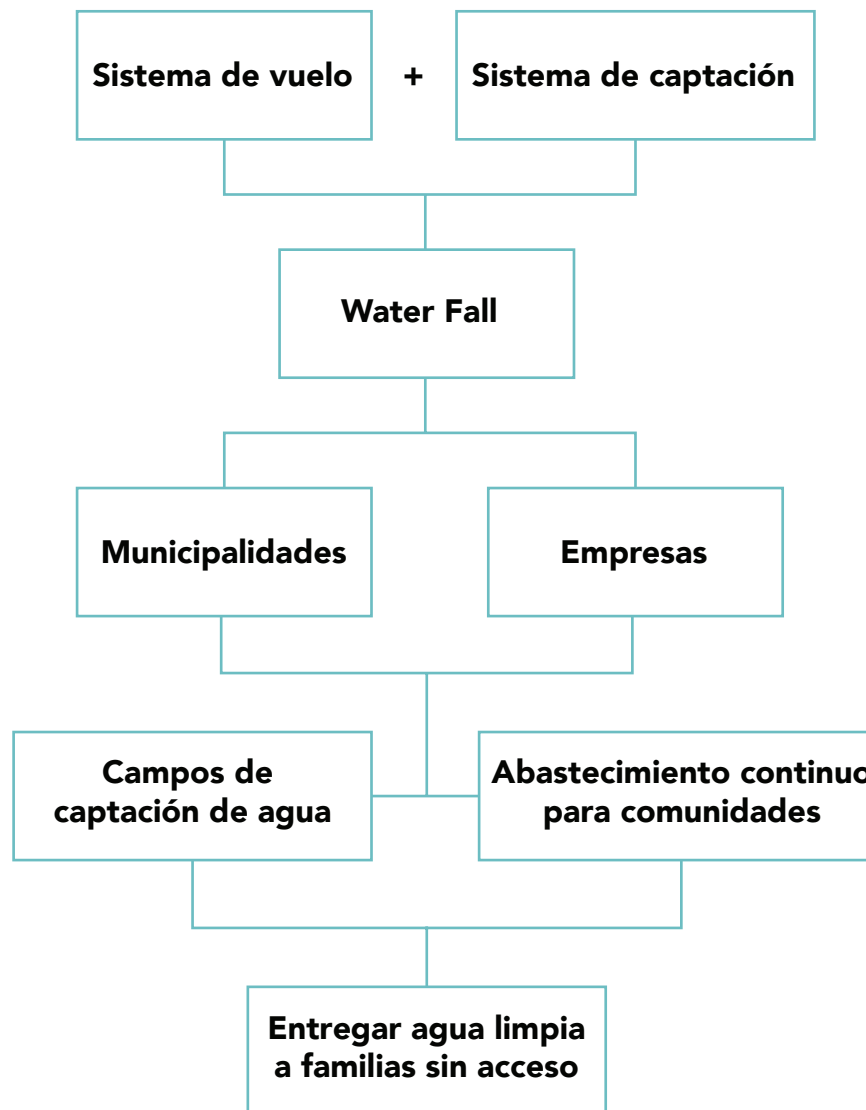 Sistema de vuelo + Sistema de captación
Water Fall
Municipalidades
Empresas
Campos de
captación de agua
Abastecimiento continuo
para comunidades
Entregar agua limpia
a familias sin acceso